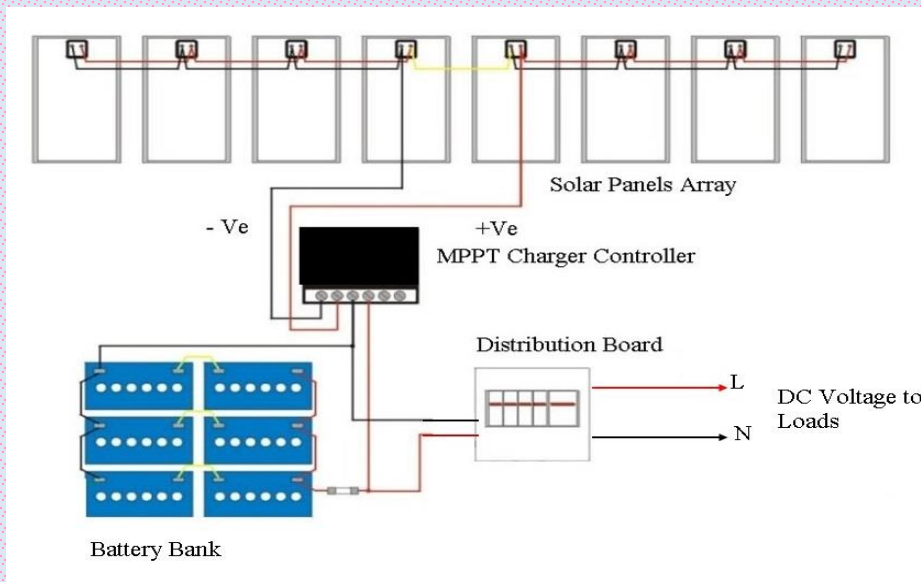 Solar Panels Array
- Ve
+Ve
MPPT Charger Controller
Distribution Board
L
DC Voltage to
Loads
N
Battery Bank